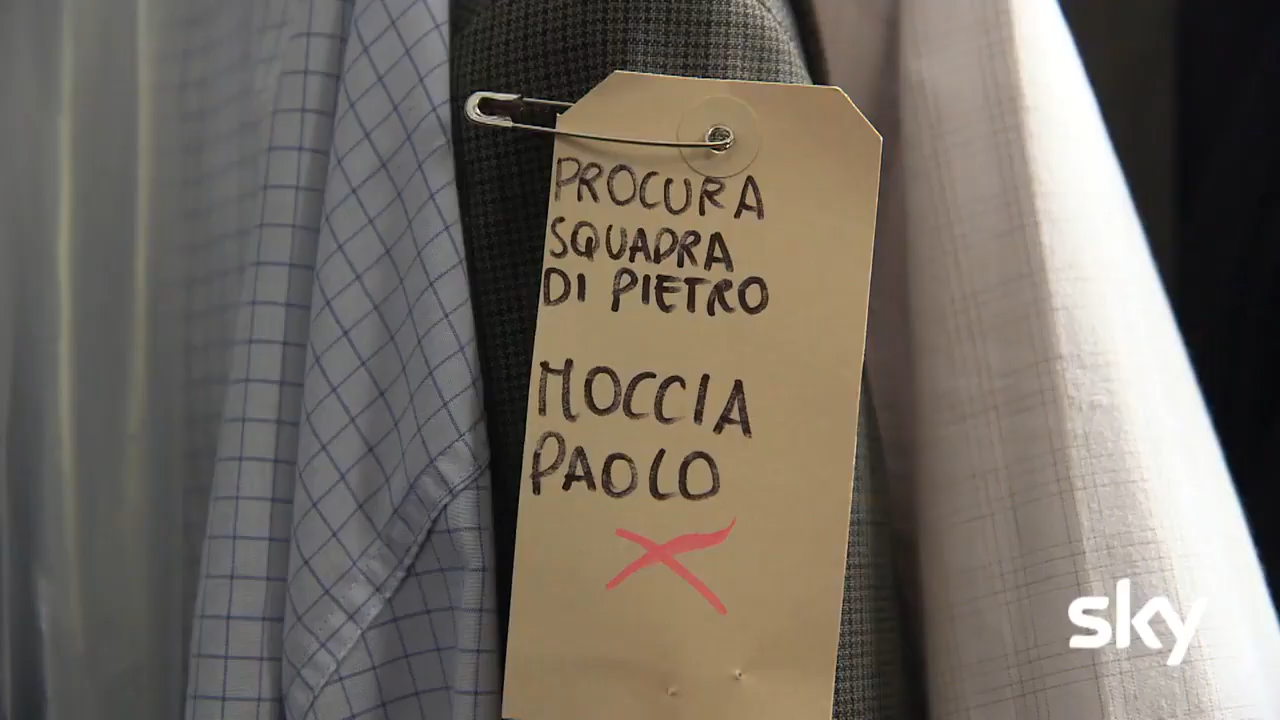 PROCURA
SQUADRA
DI PIETRO
MOCCIA
PAOLO
sky